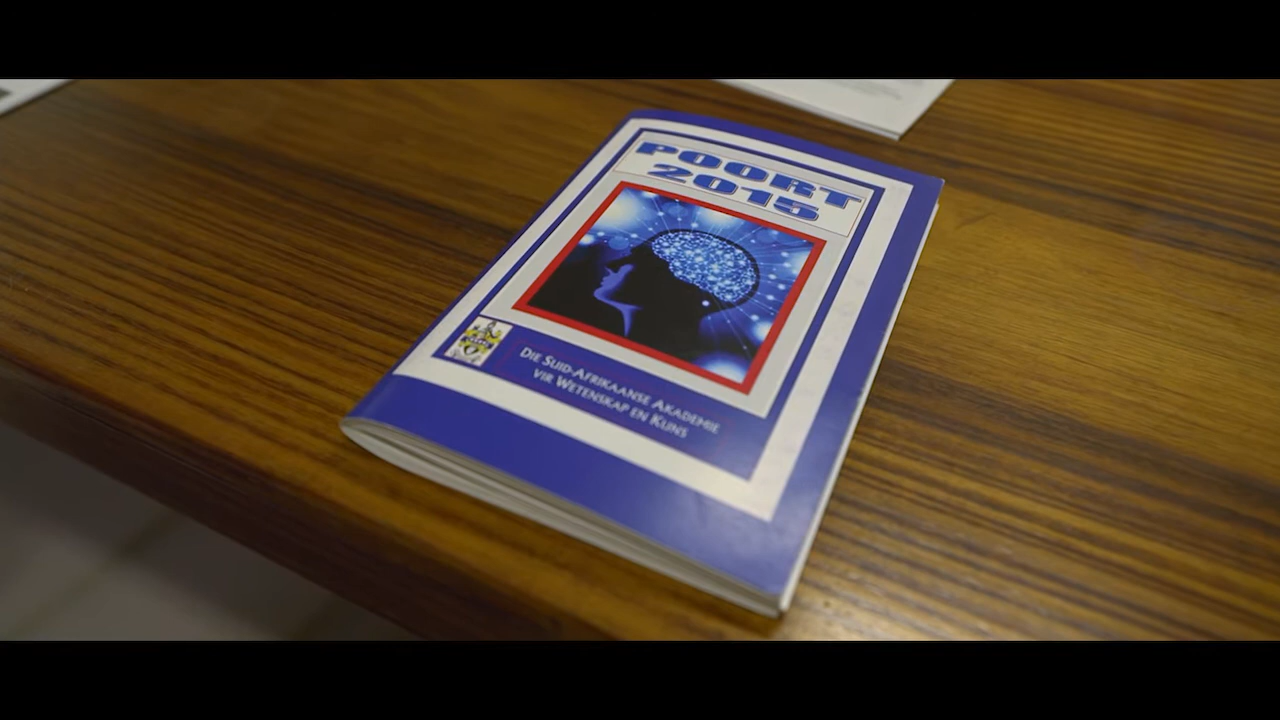 POORT
2015
DIE SUID-AFRIKAANSE AKADEMIE
VIR WETENSKAP EN KUNS